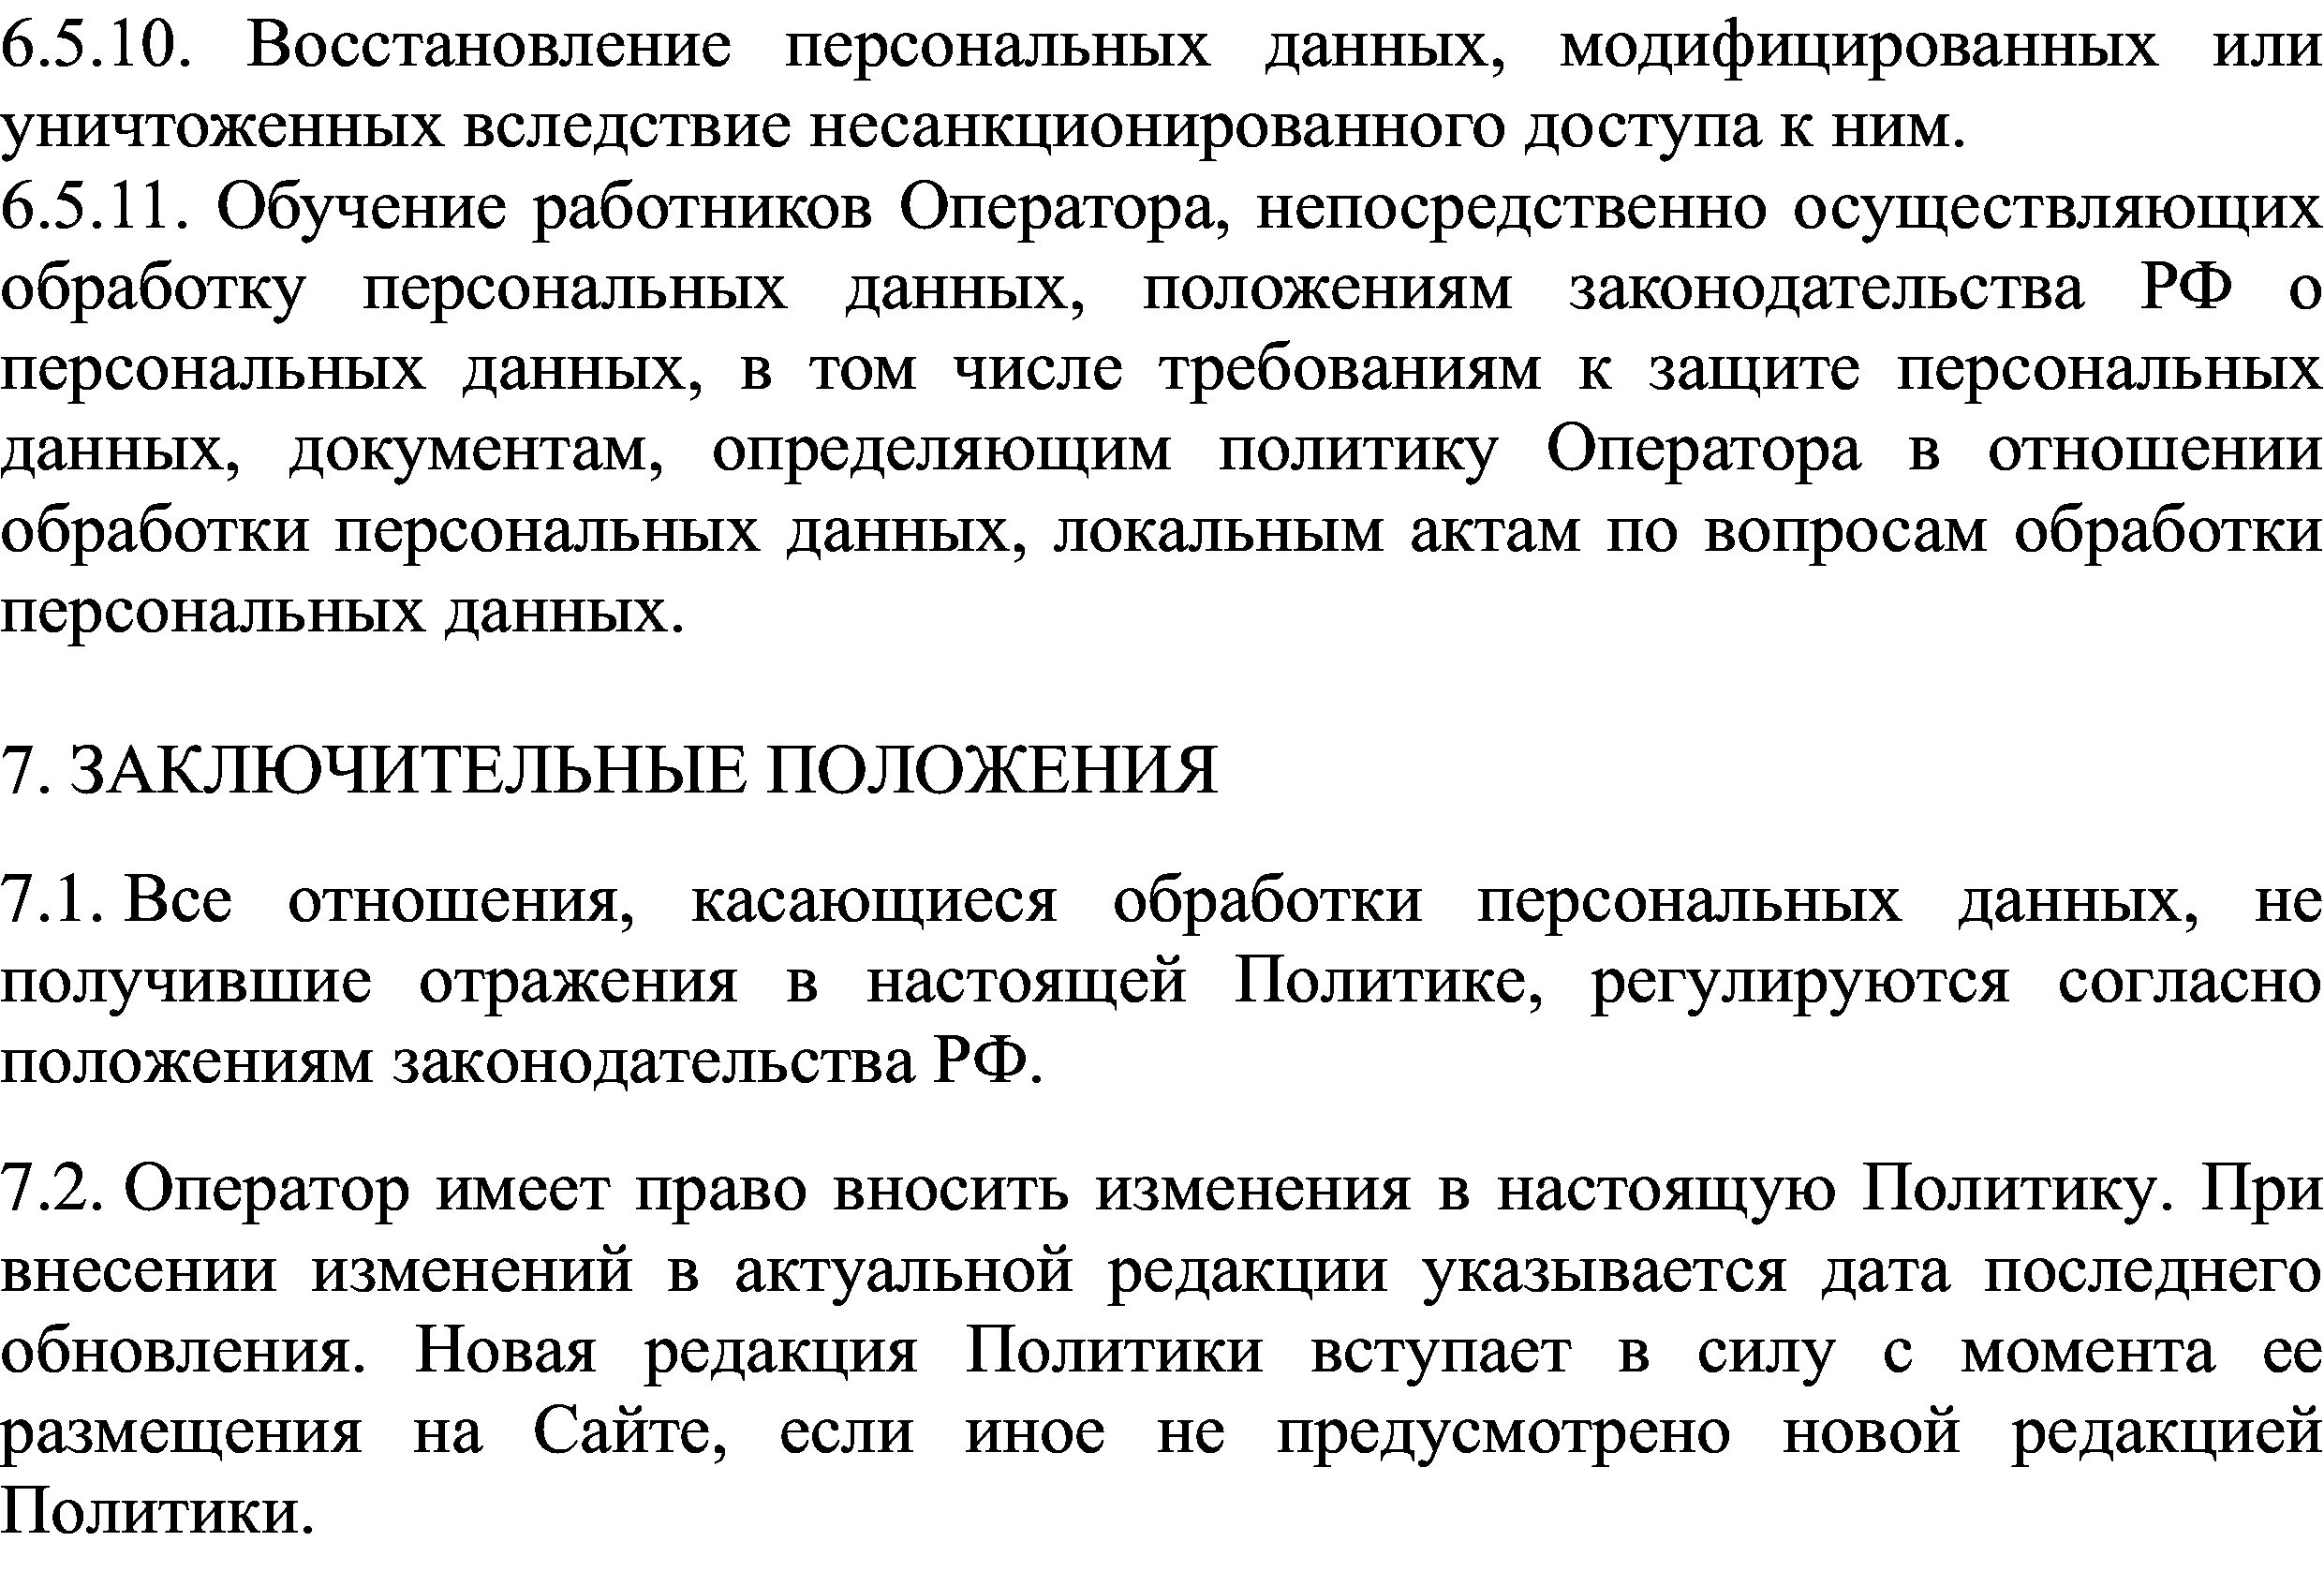 6.5.10. Восстановление персональных данных, модифицированных или
уничтоженных вследствие несанкционированного доступа к ним.
6.5.11. Обучение работников Оператора, непосредственно осуществляющих
обработку персональных данных, положениям законодательства РФ о
персональных данных, в том числе требованиям к защите персональных
данных, документам, определяющим политику Оператора в отношении
обработки персональных данных, локальным актам по вопросам обработки
персональных данных.
7. ЗАКЛЮЧИТЕЛЬНЫЕ ПОЛОЖЕНИЯ
7.1. Все отношения, касающиеся обработки персональных данных, не
получившие отражения в настоящей Политике, регулируются согласно
положениям законодательства РФ.
7.2. Оператор имеет право вносить изменения в настоящую Политику. При
внесении изменений в актуальной редакции указывается дата последнего
обновления. Новая редакция Политики вступает в силу с момента ее
размещения на Сайте, если иное не предусмотрено новой редакцией
Политики.